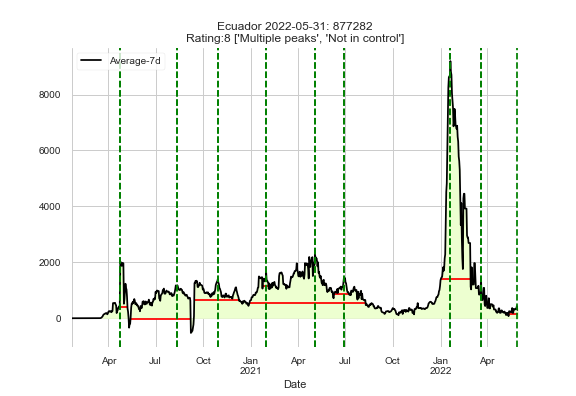 Ecuador 2022-05-31: 877282
Rating:8 ['Multiple peaks', 'Not in control']
Average-7d
8000
6000
4000
2000
0
Apr Jul Oct Jan Apr Jul Oct Jan Apr
2021 2022
Date